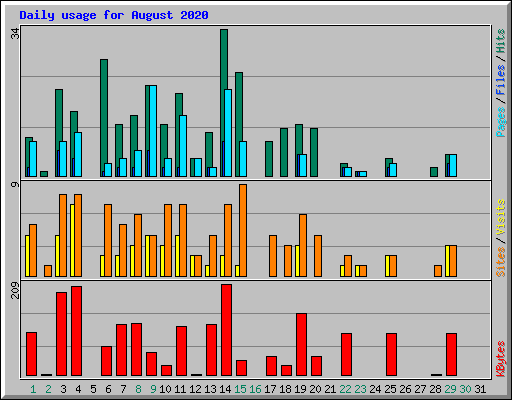 Daily usage for August 2020
34
Pages/Files/Hits
9
Sites/Visits
209
KBytes
1 2 3 4 5 6 7 8 9 10 11 12 13 14 15 16 17 18 19 20 21 22 23 24 25 26 27 28 29 30 31